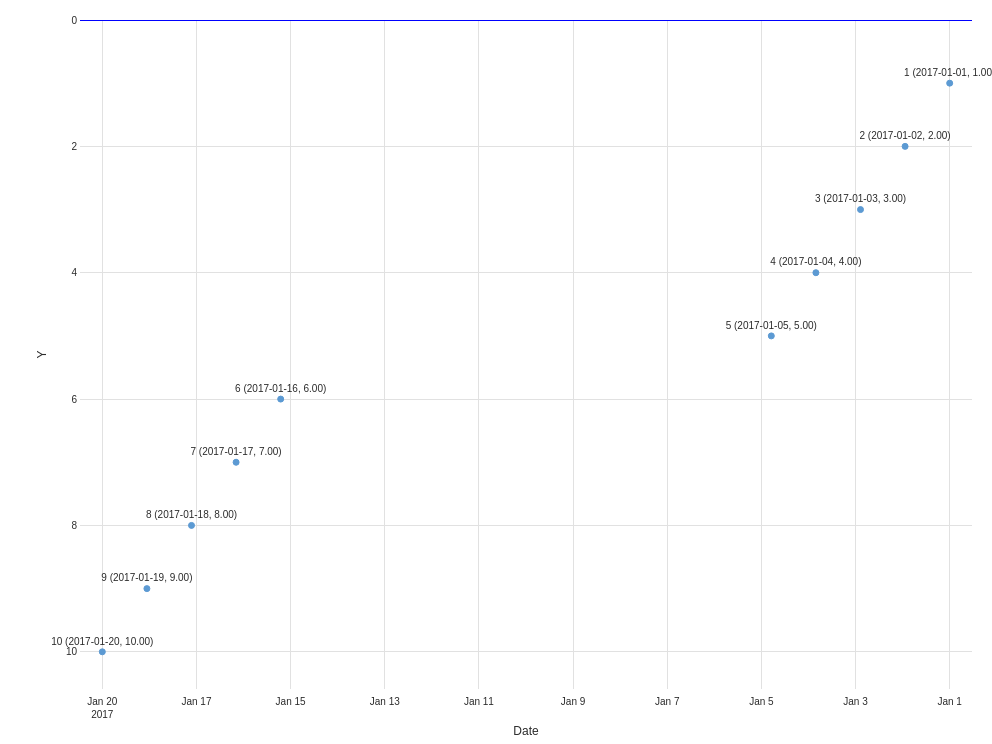 0
1 (2017-01-01, 1.00
2 (2017-01-02, 2.00)
2
3 (2017-01-03, 3.00)
4 (2017-01-04, 4.00)
4
5 (2017-01-05, 5.00)
Y
6 (2017-01-16, 6.00)
6
7 (2017-01-17, 7.00)
8 (2017-01-18, 8.00)
8
9 (2017-01-19, 9.00)
10 (2017-01-20, 10.00)
10
Jan 20 Jan 17 Jan 15 Jan 13 Jan 11 Jan 9 Jan 7 Jan 5 Jan 3 Jan 1
2017
Date